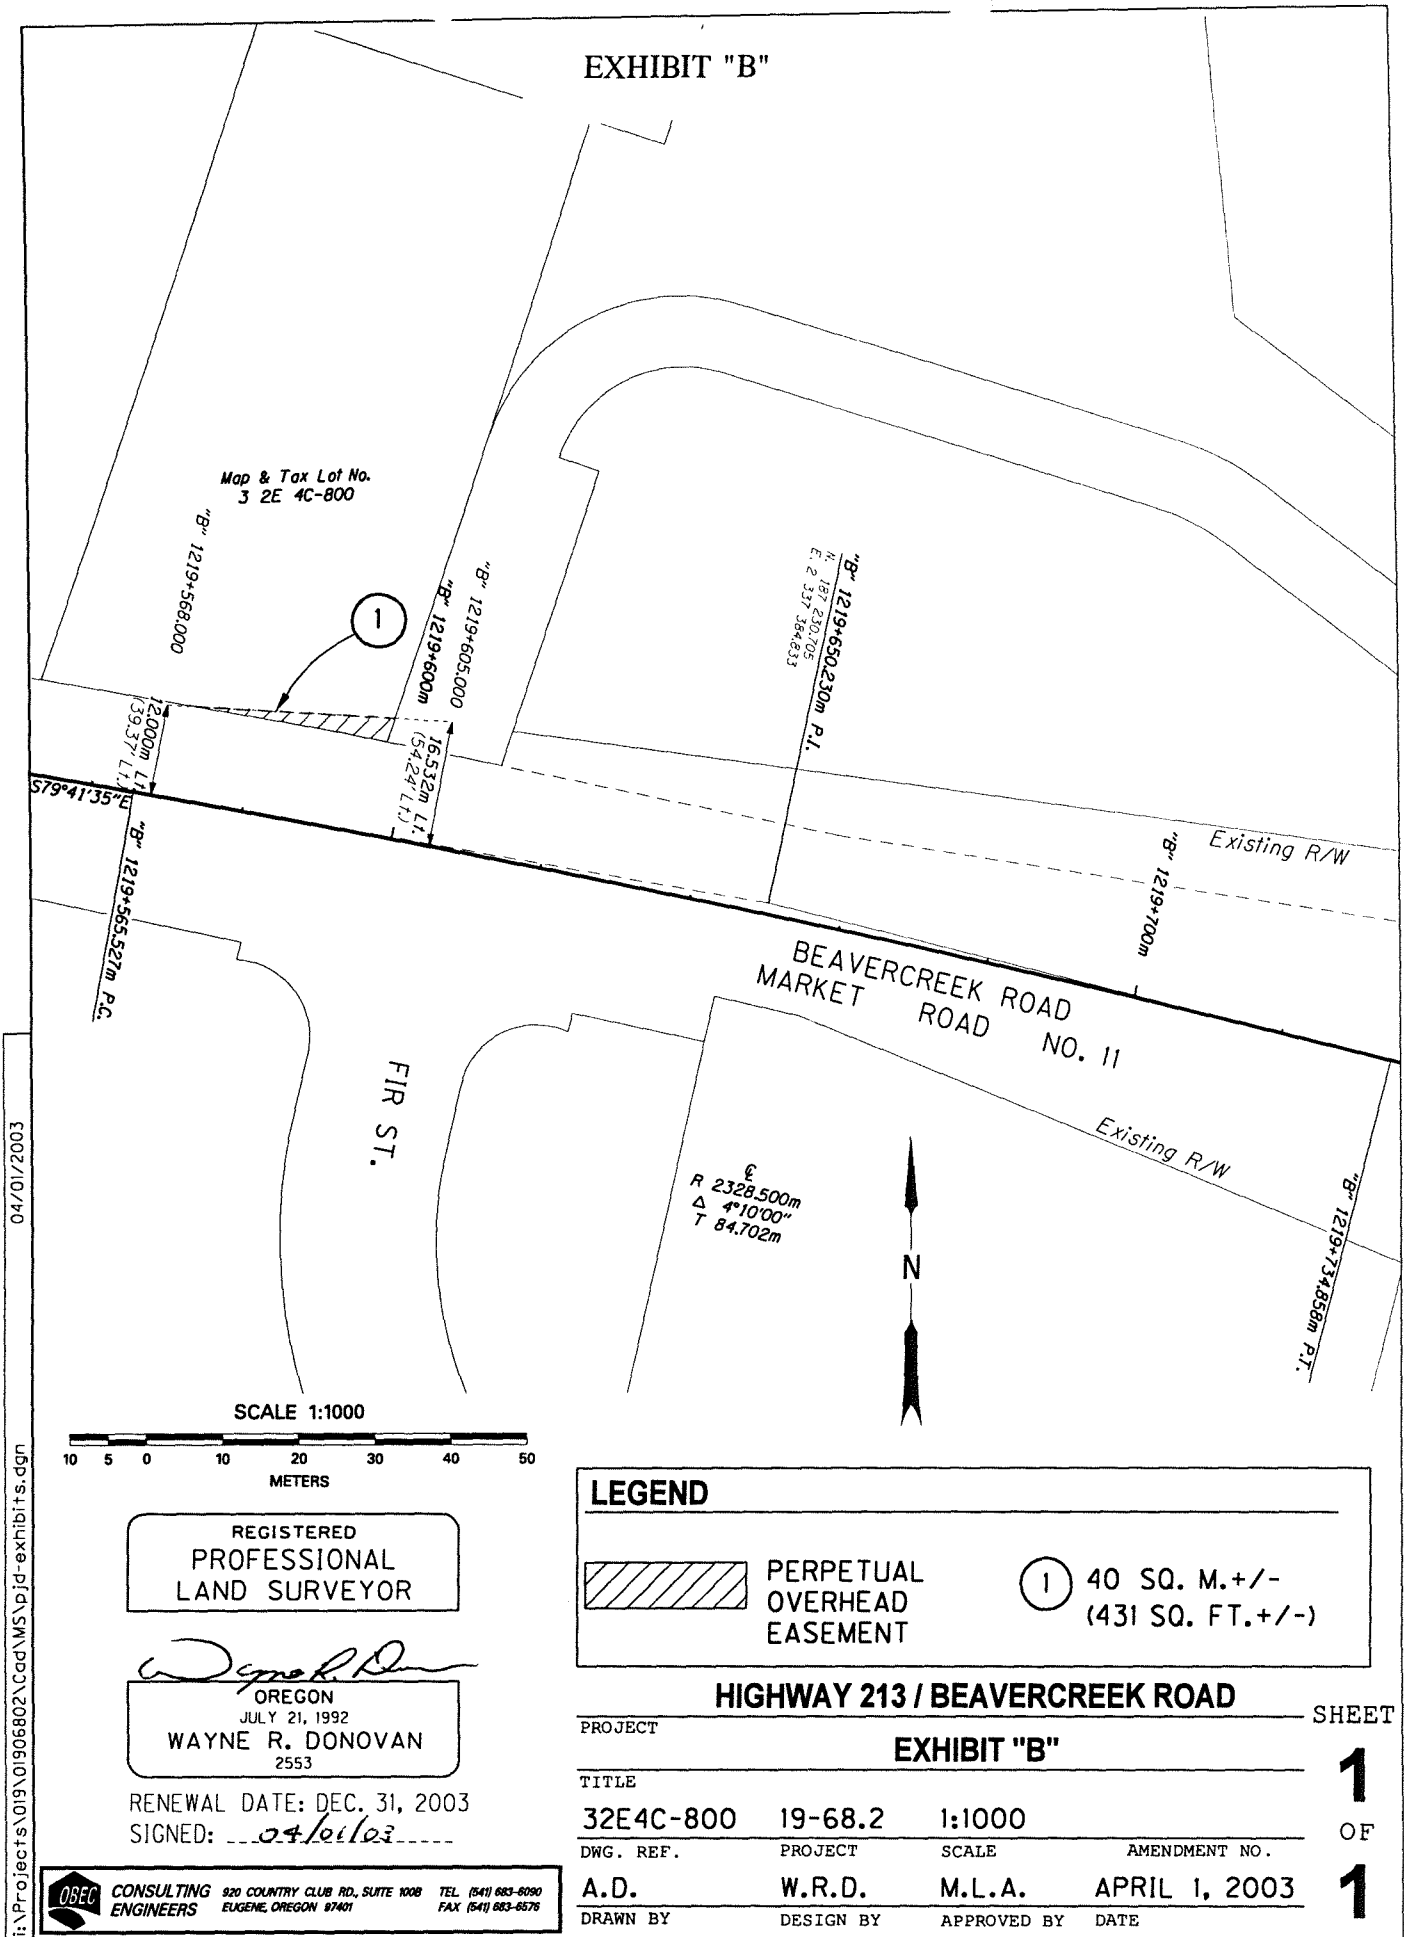 EXHIBIT "B"
Map & Tax Lot No.
3 2E 4C-800
"B" 1219+568.000
1
"B" 1219+600m
"B" 1219+605.000
"B" 1219+650.230m P.I.
N. 187 230.705
E. 2 337 384.833
12.000m Lt.
(39.37' Lt.)
16.532m Lt.
(54.24' Lt.)
S79°41'35"E
"B" 1219+565.527m P.C.
Existing R/W
"B" 1219+700m
BEAVERCREEK ROAD
MARKET ROAD NO. 11
FIR ST.
Existing R/W
℄
R 2328.500m
Δ 4°10'00"
T 84.702m
N
"B" 1219+734.858m P.T.
04/01/2003
i:\Projects\019\01906802\Cad\MS\pjd-exhibits.dgn
SCALE 1:1000
10 5 0 10 20 30 40 50
METERS
REGISTERED
PROFESSIONAL
LAND SURVEYOR
Wayne R. D
OREGON
JULY 21, 1992
WAYNE R. DONOVAN
2553
RENEWAL DATE: DEC. 31, 2003
SIGNED: 04/01/03
OBEC
CONSULTING
ENGINEERS
920 COUNTRY CLUB RD., SUITE 100B
EUGENE, OREGON 97401
TEL (541) 683-6090
FAX (541) 683-6576
LEGEND
PERPETUAL
OVERHEAD
EASEMENT
1
40 SQ. M.+/-
(431 SQ. FT.+/-)
HIGHWAY 213 / BEAVERCREEK ROAD
PROJECT
EXHIBIT "B"
TITLE
32E4C-800 19-68.2 1:1000
DWG. REF. PROJECT SCALE AMENDMENT NO.
A.D. W.R.D. M.L.A. APRIL 1, 2003
DRAWN BY DESIGN BY APPROVED BY DATE
SHEET
1
OF
1